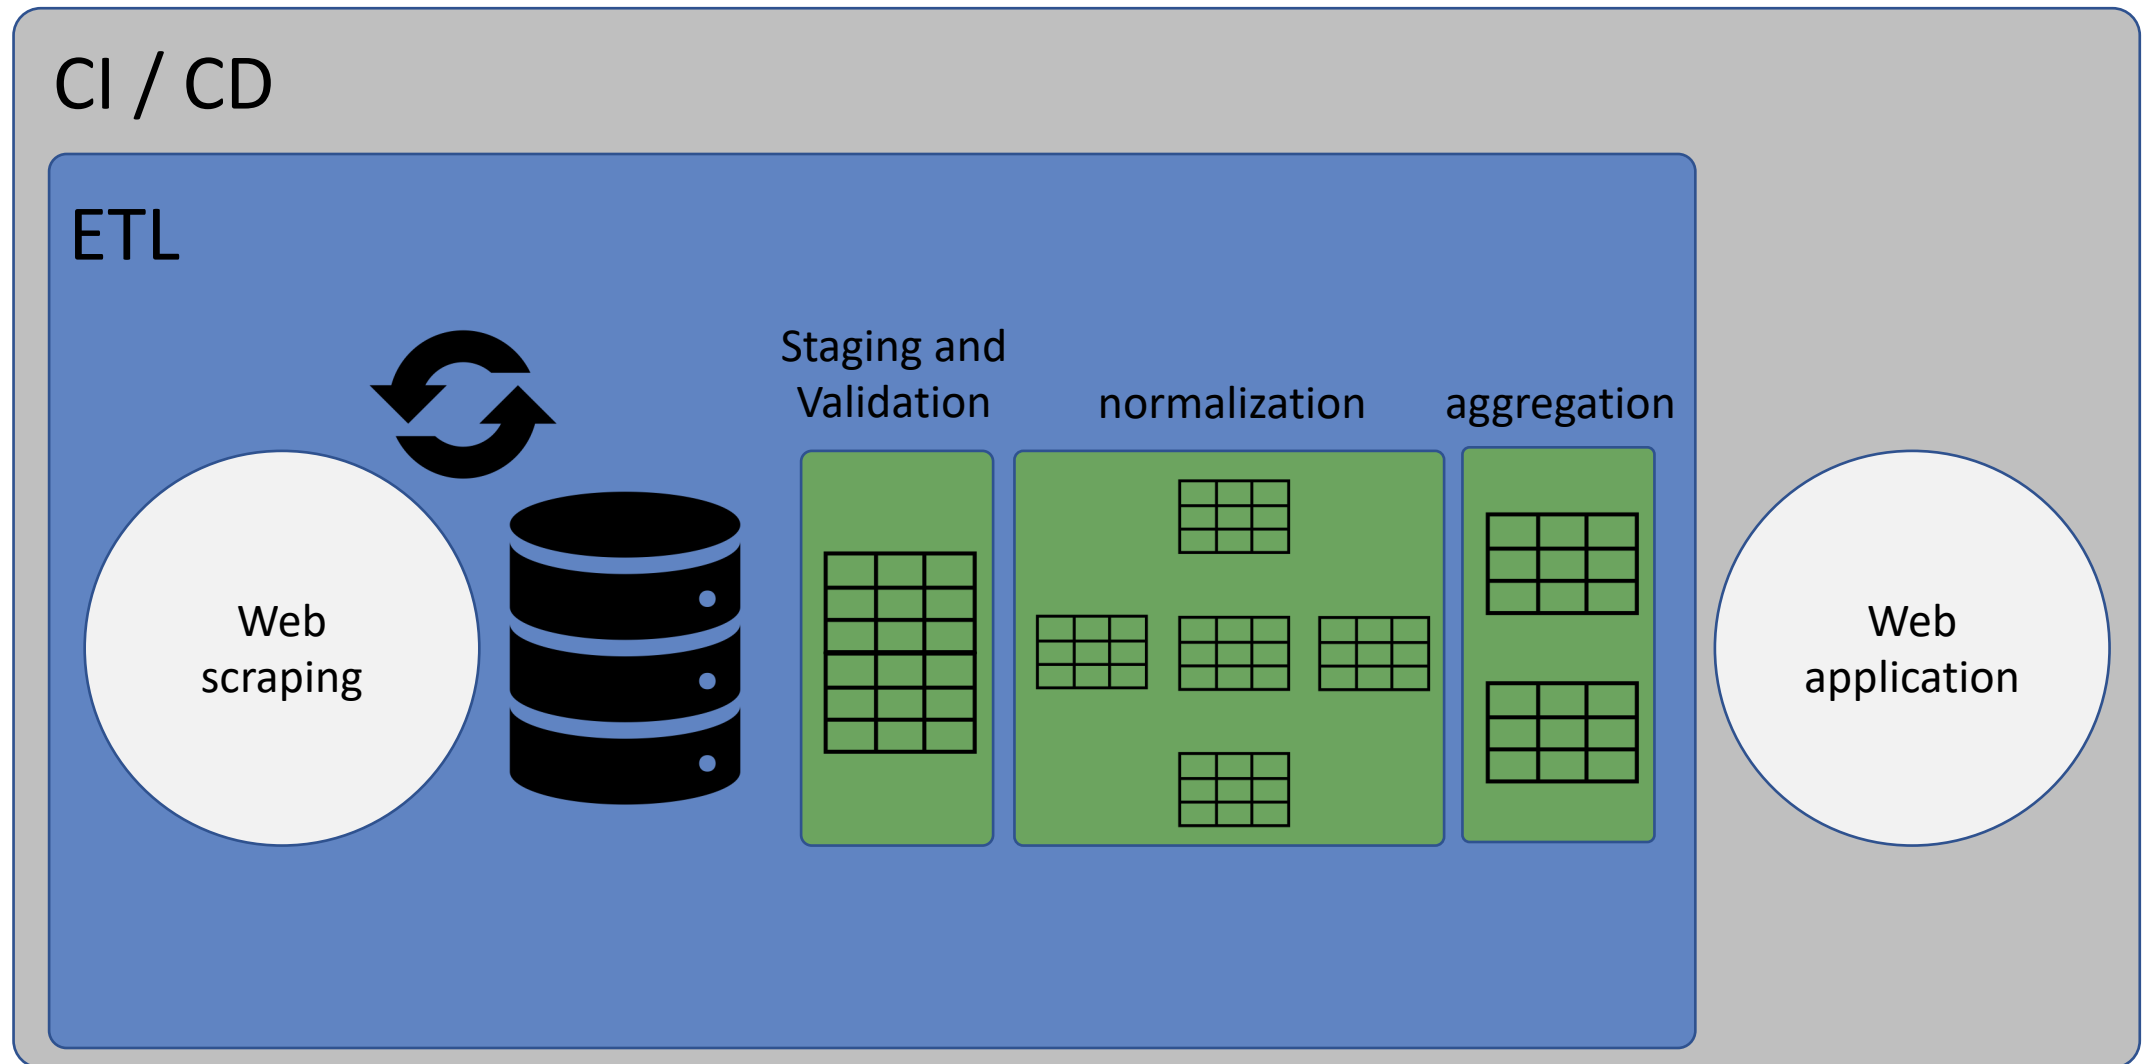 CI / CD
ETL
Staging and
Validation
normalization
aggregation
Web
scraping
Web
application